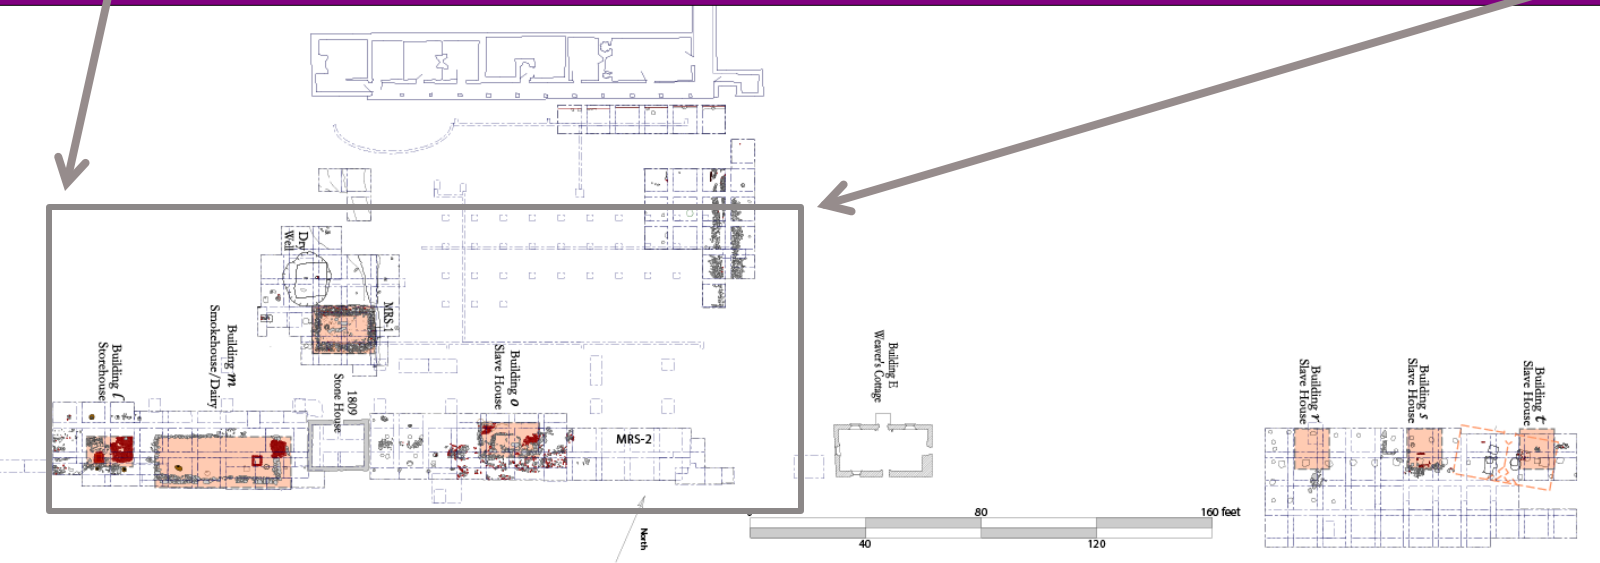 Dry
Well
MRS-1
Building l
Storehouse
Building m
Smokehouse/Dairy
1809
Stone House
Building o
Slave House
MRS-2
Building E
Weaver's Cottage
Building r
Slave House
Building s
Slave House
Building t
Slave House
North
80
160 feet
40
120